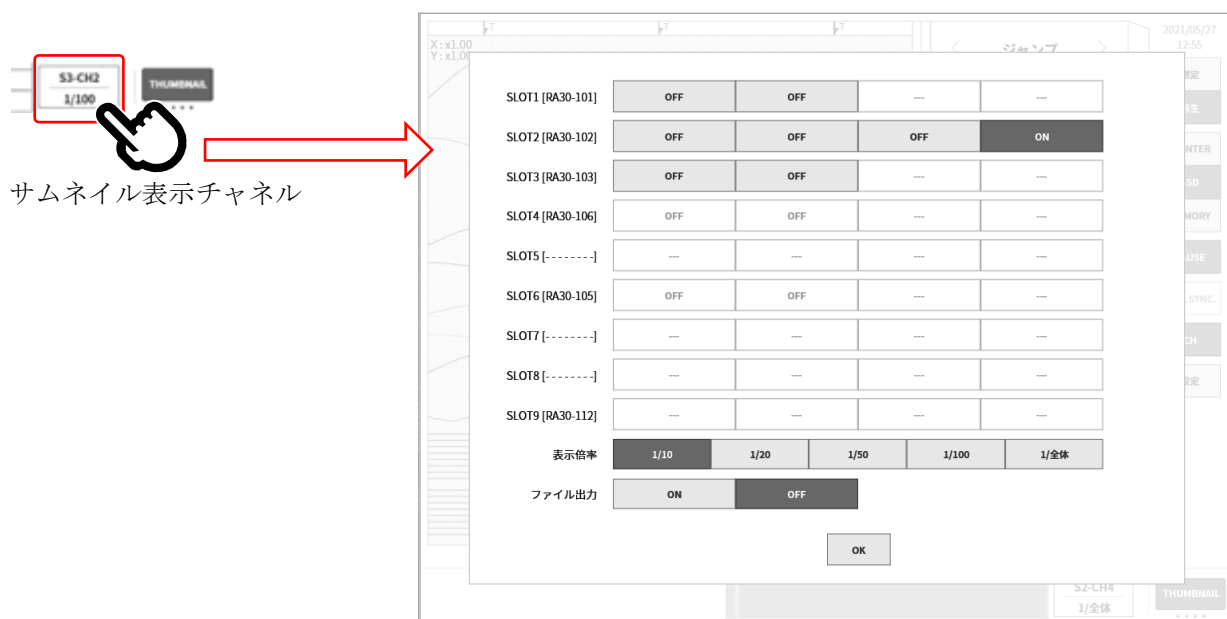 S3-CH2
1/100
THUMBNAIL
サムネイル表示チャネル
T T T
X : x1.00
Y : x1.00
ジャンプ
2021/05/27
12:55
SLOT1 [RA30-101] OFF OFF --- ---
SLOT2 [RA30-102] OFF OFF OFF ON
SLOT3 [RA30-103] OFF OFF --- ---
SLOT4 [RA30-106] OFF OFF --- ---
SLOT5 [--------] --- --- --- ---
SLOT6 [RA30-105] OFF OFF --- ---
SLOT7 [--------] --- --- --- ---
SLOT8 [--------] --- --- --- ---
SLOT9 [RA30-112] --- --- --- ---
表示倍率 1/10 1/20 1/50 1/100 1/全体
ファイル出力 ON OFF
OK
S2-CH4
1/全体
THUMBNAIL